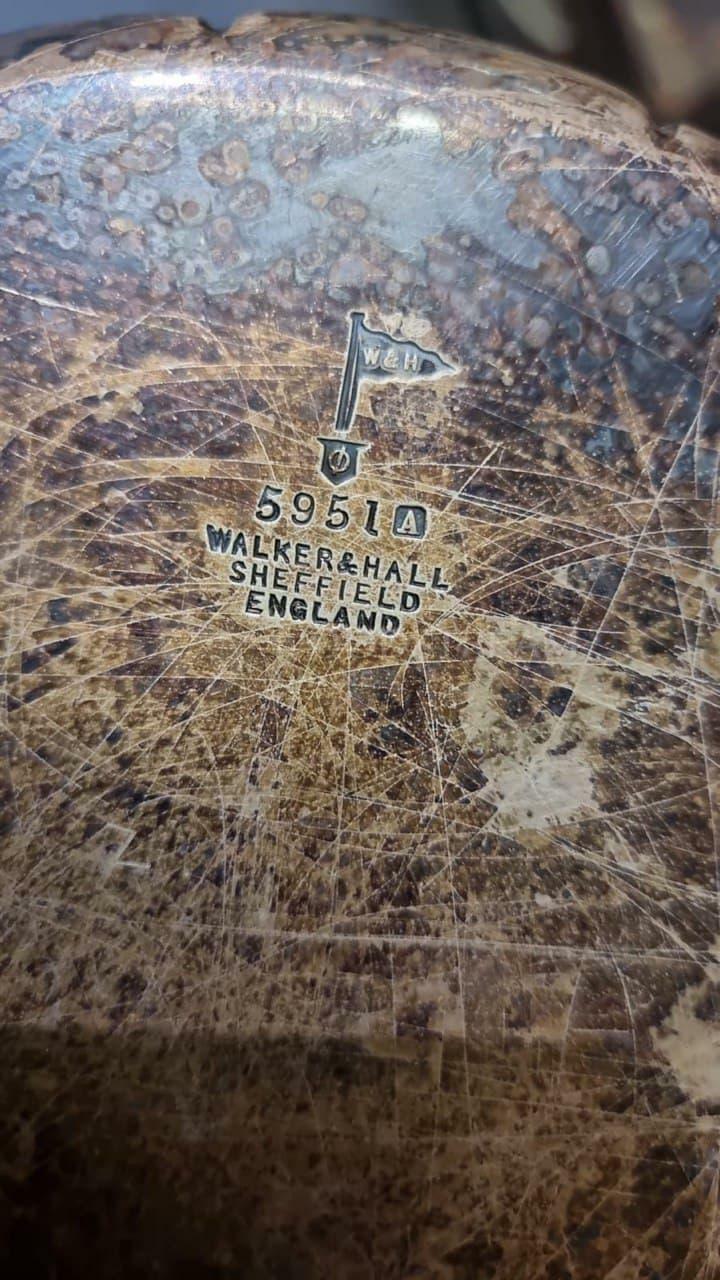 W&H
5951 A
WALKER&HALL
SHEFFIELD
ENGLAND